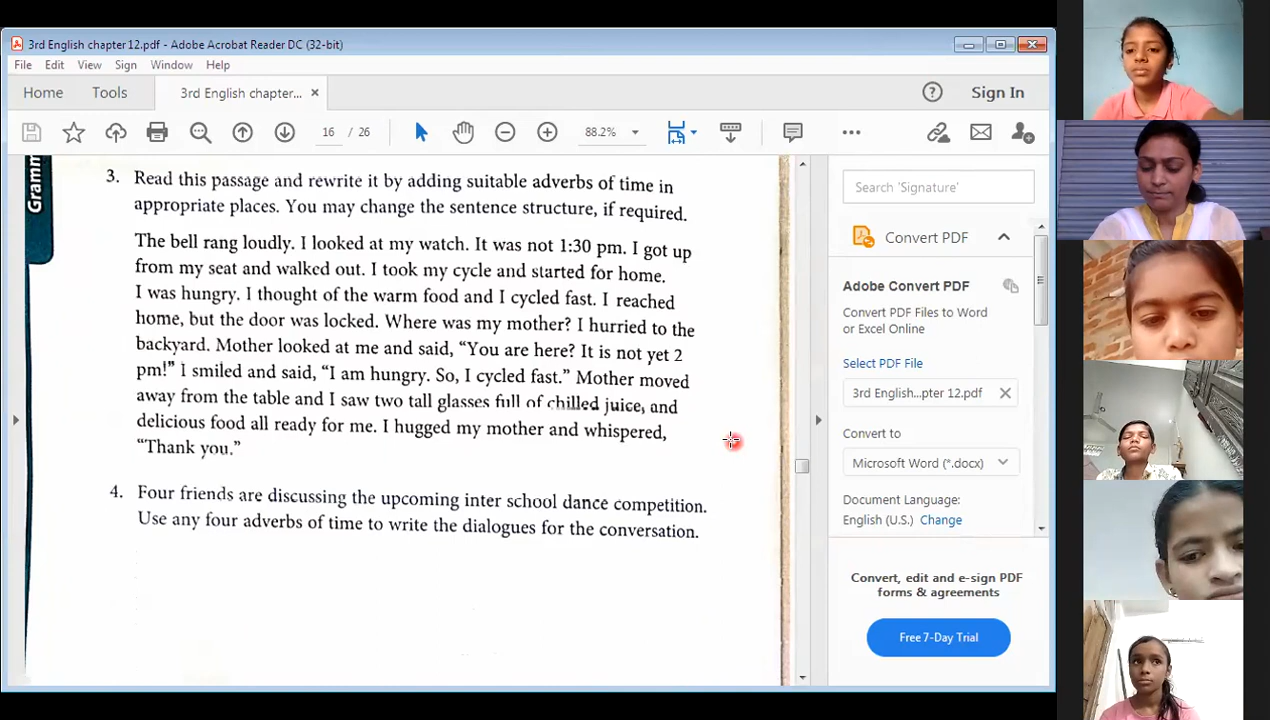 3rd English chapter 12.pdf - Adobe Acrobat Reader DC (32-bit)
File Edit View Sign Window Help
Home Tools 3rd English chapter... × Sign In
16 / 26 88.2%
Gramm
3. Read this passage and rewrite it by adding suitable adverbs of time in
appropriate places. You may change the sentence structure, if required.
The bell rang loudly. I looked at my watch. It was not 1:30 pm. I got up
from my seat and walked out. I took my cycle and started for home.
I was hungry. I thought of the warm food and I cycled fast. I reached
home, but the door was locked. Where was my mother? I hurried to the
backyard. Mother looked at me and said, “You are here? It is not yet 2
pm!” I smiled and said, “I am hungry. So, I cycled fast.” Mother moved
away from the table and I saw two tall glasses full of chilled juice, and
delicious food all ready for me. I hugged my mother and whispered,
“Thank you.”
4. Four friends are discussing the upcoming inter school dance competition.
Use any four adverbs of time to write the dialogues for the conversation.
Search 'Signature'
Convert PDF
Adobe Convert PDF
Convert PDF Files to Word
or Excel Online
Select PDF File
3rd English...pter 12.pdf
Convert to
Microsoft Word (*.docx)
Document Language:
English (U.S.) Change
Convert, edit and e-sign PDF
forms & agreements
Free 7-Day Trial